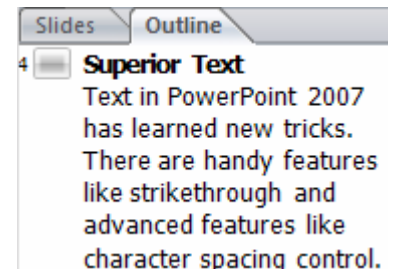 Slides Outline
4 Superior Text
Text in PowerPoint 2007
has learned new tricks.
There are handy features
like strikethrough and
advanced features like
character spacing control.